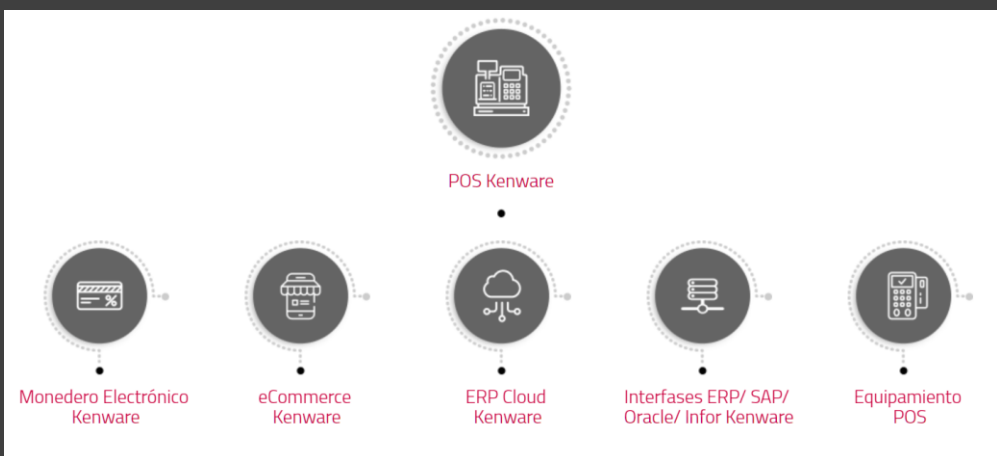 POS Kenware
Monedero Electrónico
Kenware
eCommerce
Kenware
ERP Cloud
Kenware
Interfases ERP/ SAP/
Oracle/ Infor Kenware
Equipamiento
POS